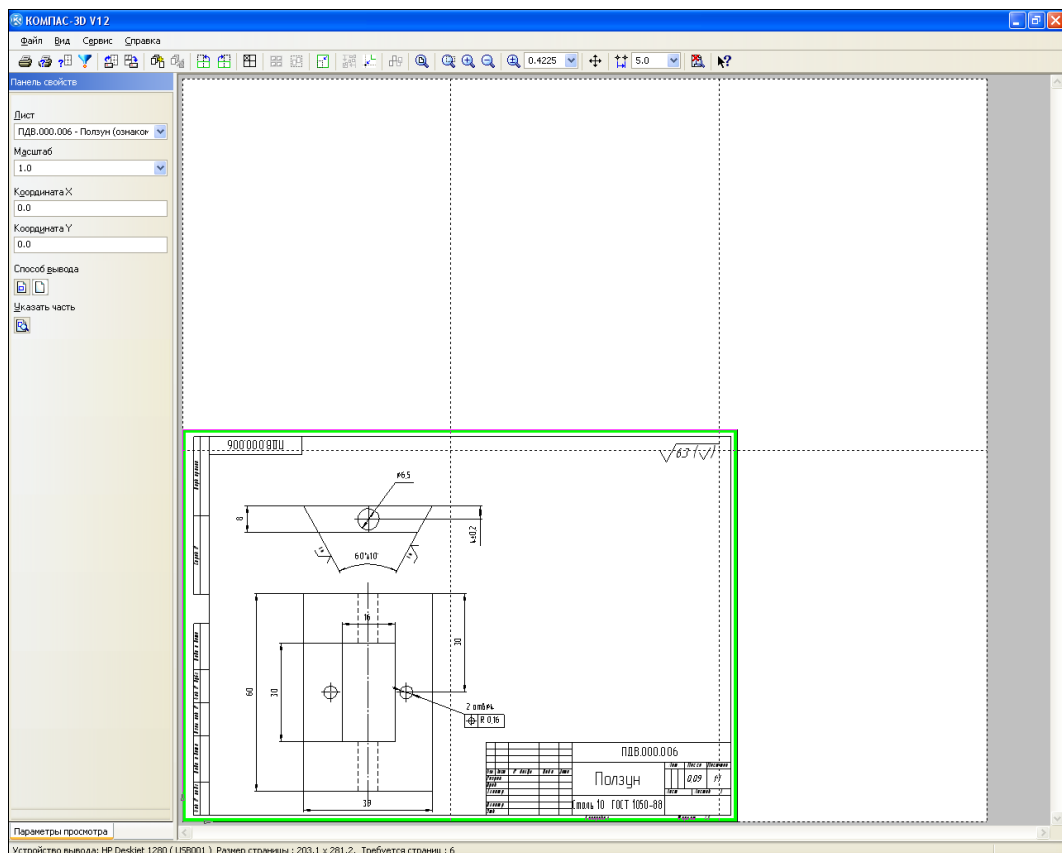 КОМПАС-3D V12
Файл Вид Сервис Справка
0.4225
5.0
Панель свойств
Лист
ПДВ.000.006 - Ползун (ознаком
Масштаб
1.0
Координата X
0.0
Координата Y
0.0
Способ вывода
Указать часть
ПДВ.000.006
6.3
⌀6,5
8
4±0,2
60°±10'
16
30
60
30
2 отв.
R 0,16
39
ПДВ.000.006
Ползун
0,09
1:1
Сталь 10 ГОСТ 1050-88
Параметры просмотра
Устройство вывода: HP Deskjet 1280 ( USB001 ) Размер страницы : 203.1 x 281.2. Требуется страниц : 6